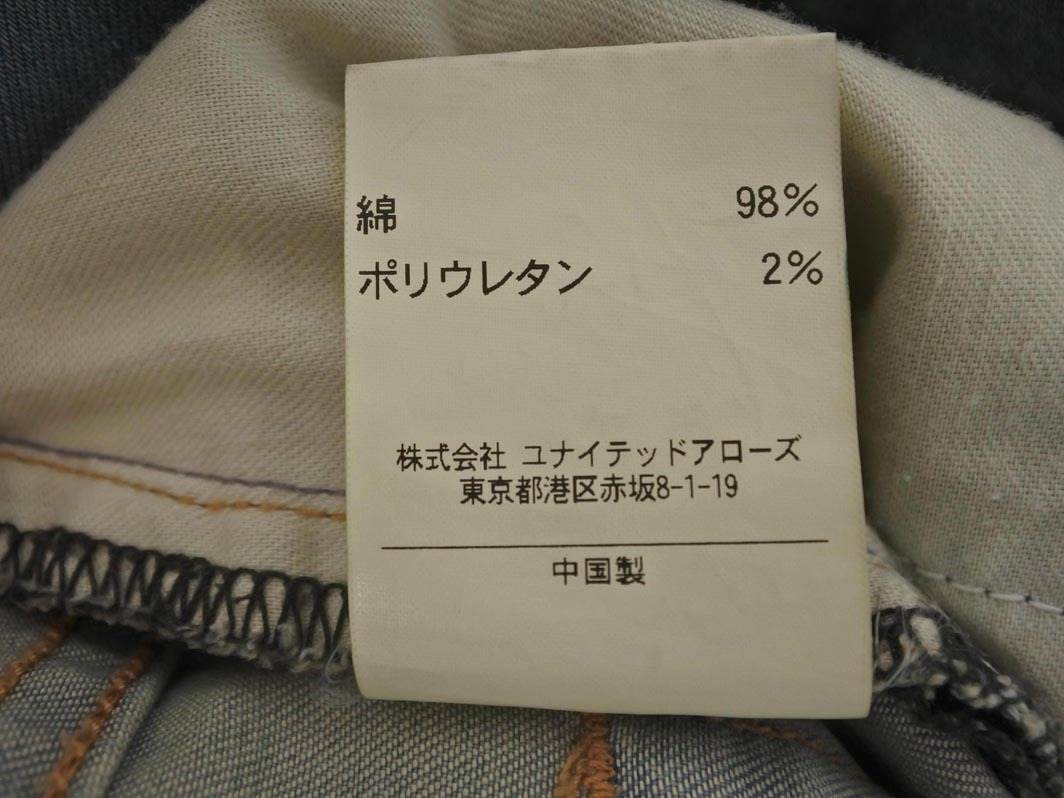 綿 98%
ポリウレタン 2%
株式会社 ユナイテッドアローズ
東京都港区赤坂8-1-19
中国製